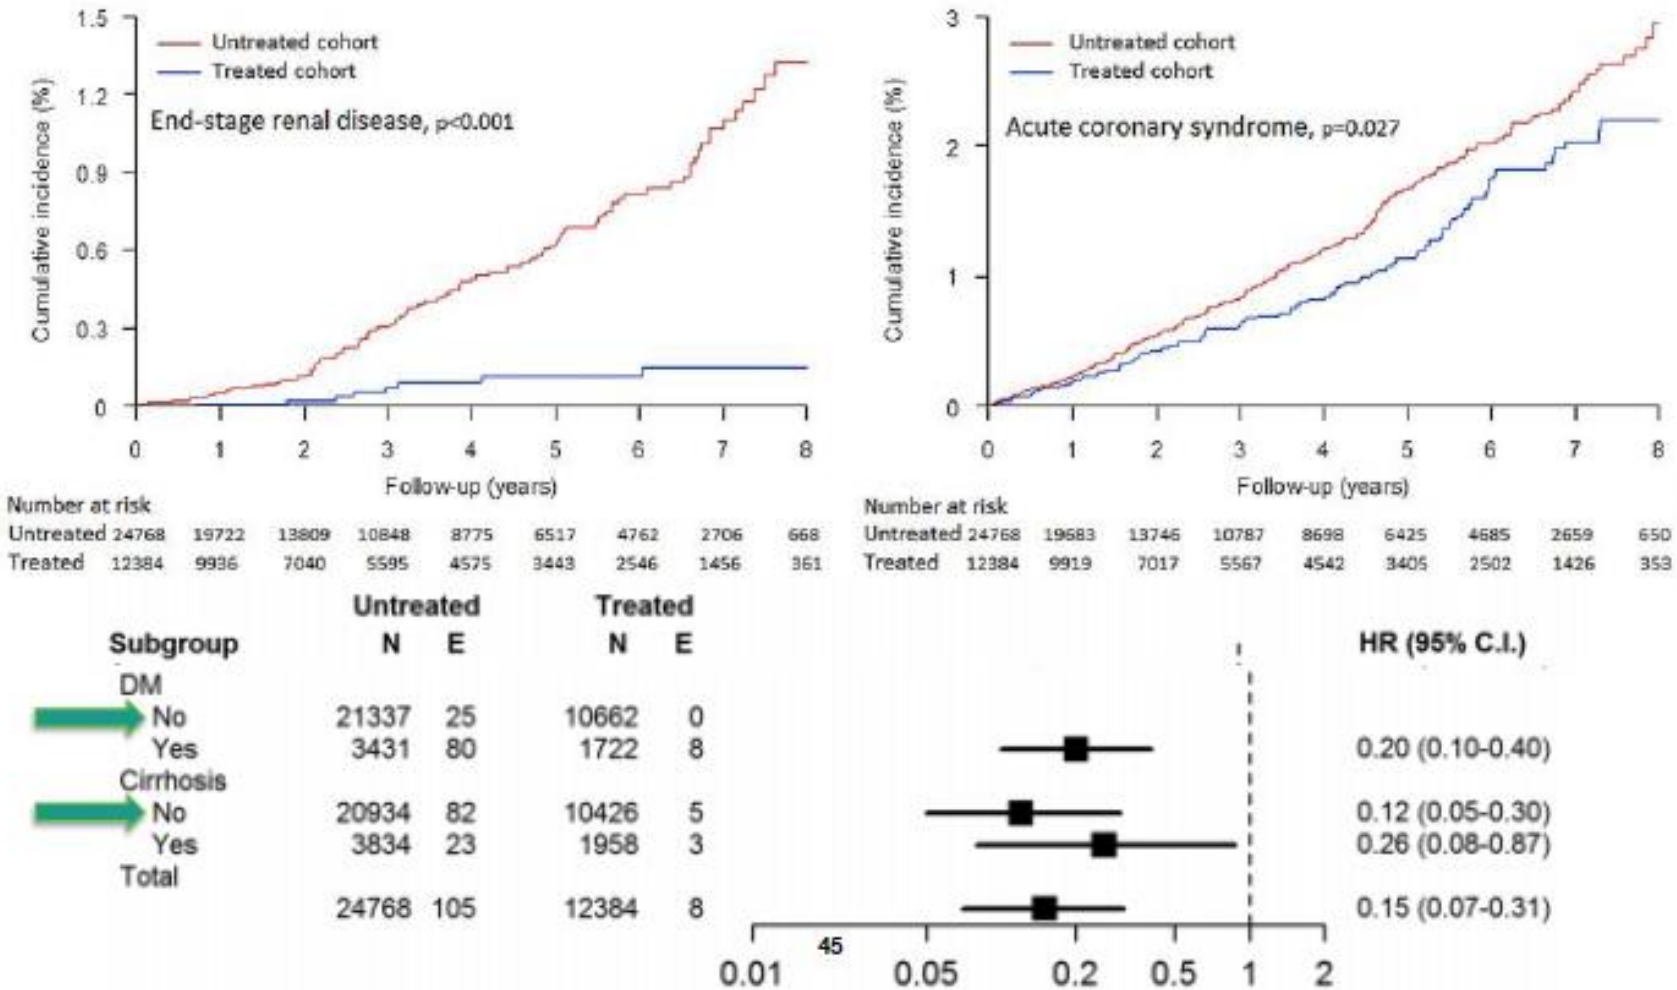 1.5
1.2
0.9
0.6
0.3
0
Cumulative incidence (%)
Untreated cohort
Treated cohort
End-stage renal disease, p<0.001
0 1 2 3 4 5 6 7 8
Follow-up (years)
Number at risk
Untreated 24768 19722 13809 10848 8775 6517 4762 2706 668
Treated 12384 9936 7040 5595 4575 3443 2546 1456 361
3
2
1
0
Cumulative incidence (%)
Untreated cohort
Treated cohort
Acute coronary syndrome, p=0.027
0 1 2 3 4 5 6 7 8
Follow-up (years)
Number at risk
Untreated 24768 19683 13746 10787 8698 6425 4685 2659 650
Treated 12384 9919 7017 5567 4542 3405 2502 1426 353
Untreated Treated
Subgroup N E N E HR (95% C.I.)
DM
No 21337 25 10662 0
Yes 3431 80 1722 8 0.20 (0.10-0.40)
Cirrhosis
No 20934 82 10426 5 0.12 (0.05-0.30)
Yes 3834 23 1958 3 0.26 (0.08-0.87)
Total
24768 105 12384 8 0.15 (0.07-0.31)
45
0.01 0.05 0.2 0.5 1 2